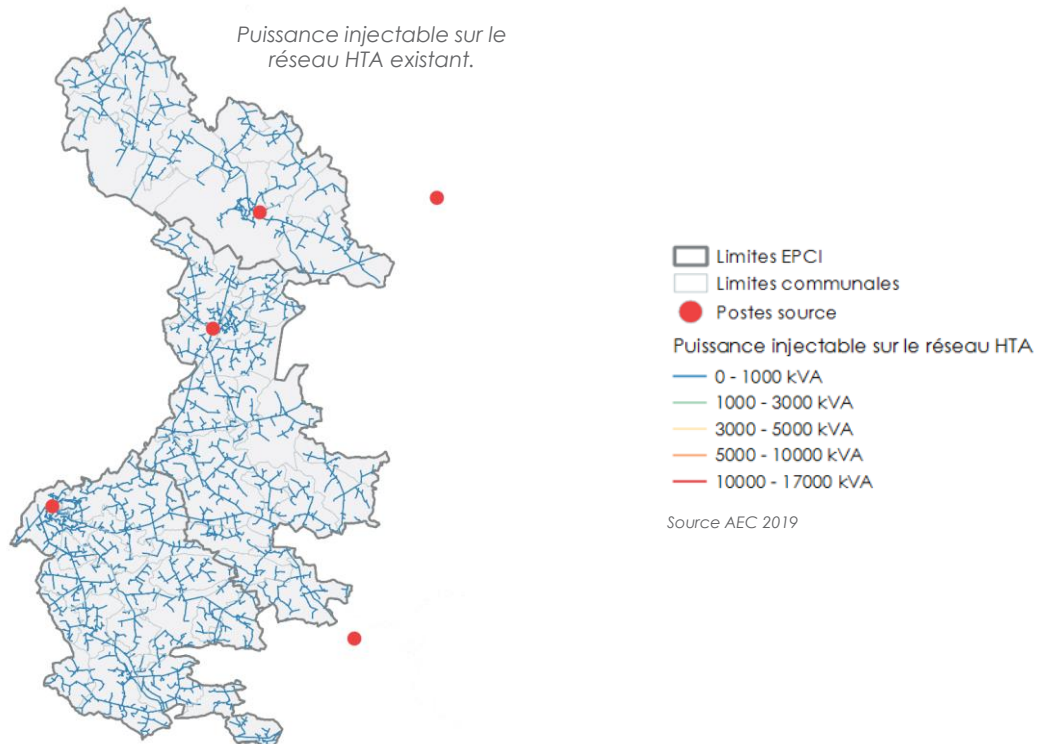 Puissance injectable sur le
réseau HTA existant.
Limites EPCI
Limites communales
Postes source
Puissance injectable sur le réseau HTA
0 - 1000 kVA
1000 - 3000 kVA
3000 - 5000 kVA
5000 - 10000 kVA
10000 - 17000 kVA
Source AEC 2019